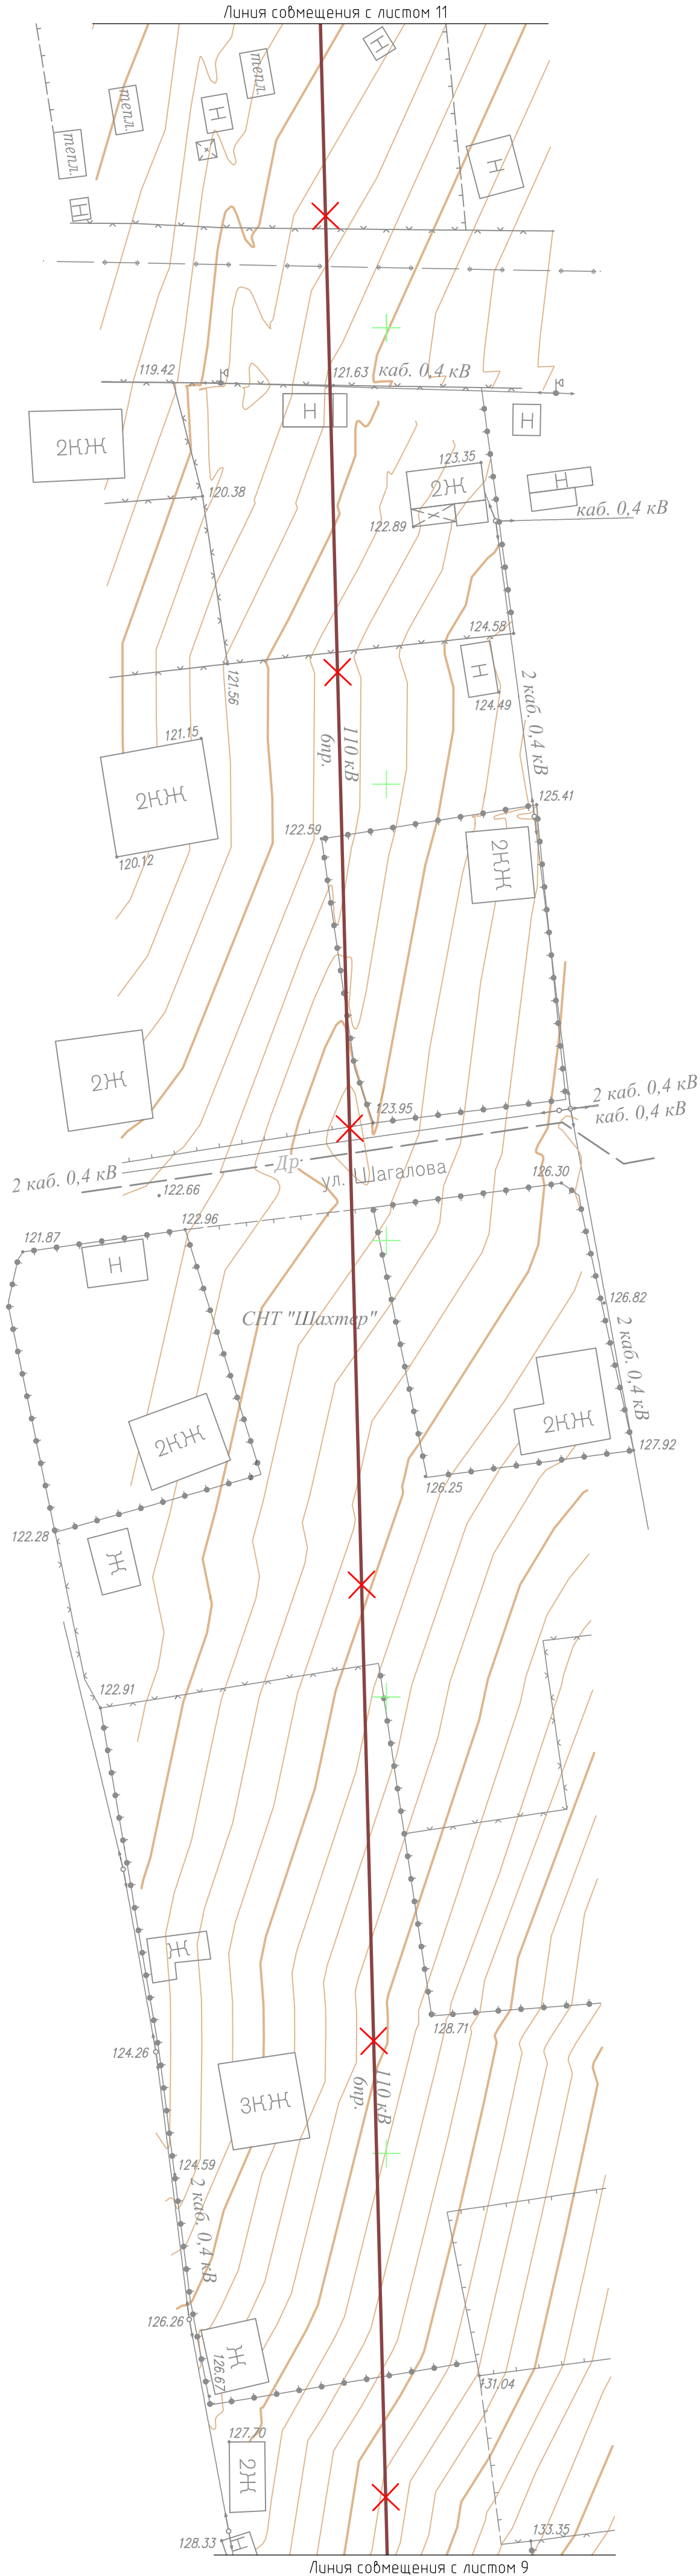 Линия совмещения с листом 11
Н
тепл.
тепл.
Н
тепл.
Н
Н
119.42
121.63
каб. 0,4 кВ
Н
Н
2КЖ
123.35
2Ж
Н
120.38
122.89
каб. 0,4 кВ
124.58
121.56
Н
124.49
2 каб. 0,4 кВ
121.15
110 кВ
6пр.
2КЖ
125.41
122.59
120.12
2КЖ
2Ж
2 каб. 0,4 кВ
каб. 0,4 кВ
123.95
Др.
2 каб. 0,4 кВ
ул. Шагалова
126.30
122.66
122.96
121.87
Н
126.82
СНТ "Шахтер"
2 каб. 0,4 кВ
2КЖ
2КЖ
127.92
126.25
122.28
Ж
122.91
Ж
128.71
124.26
110 кВ
6пр.
3КЖ
124.59
2 каб. 0,4 кВ
126.26
Ж
126.67
131.04
127.70
2Ж
133.35
128.33
Н
Линия совмещения с листом 9